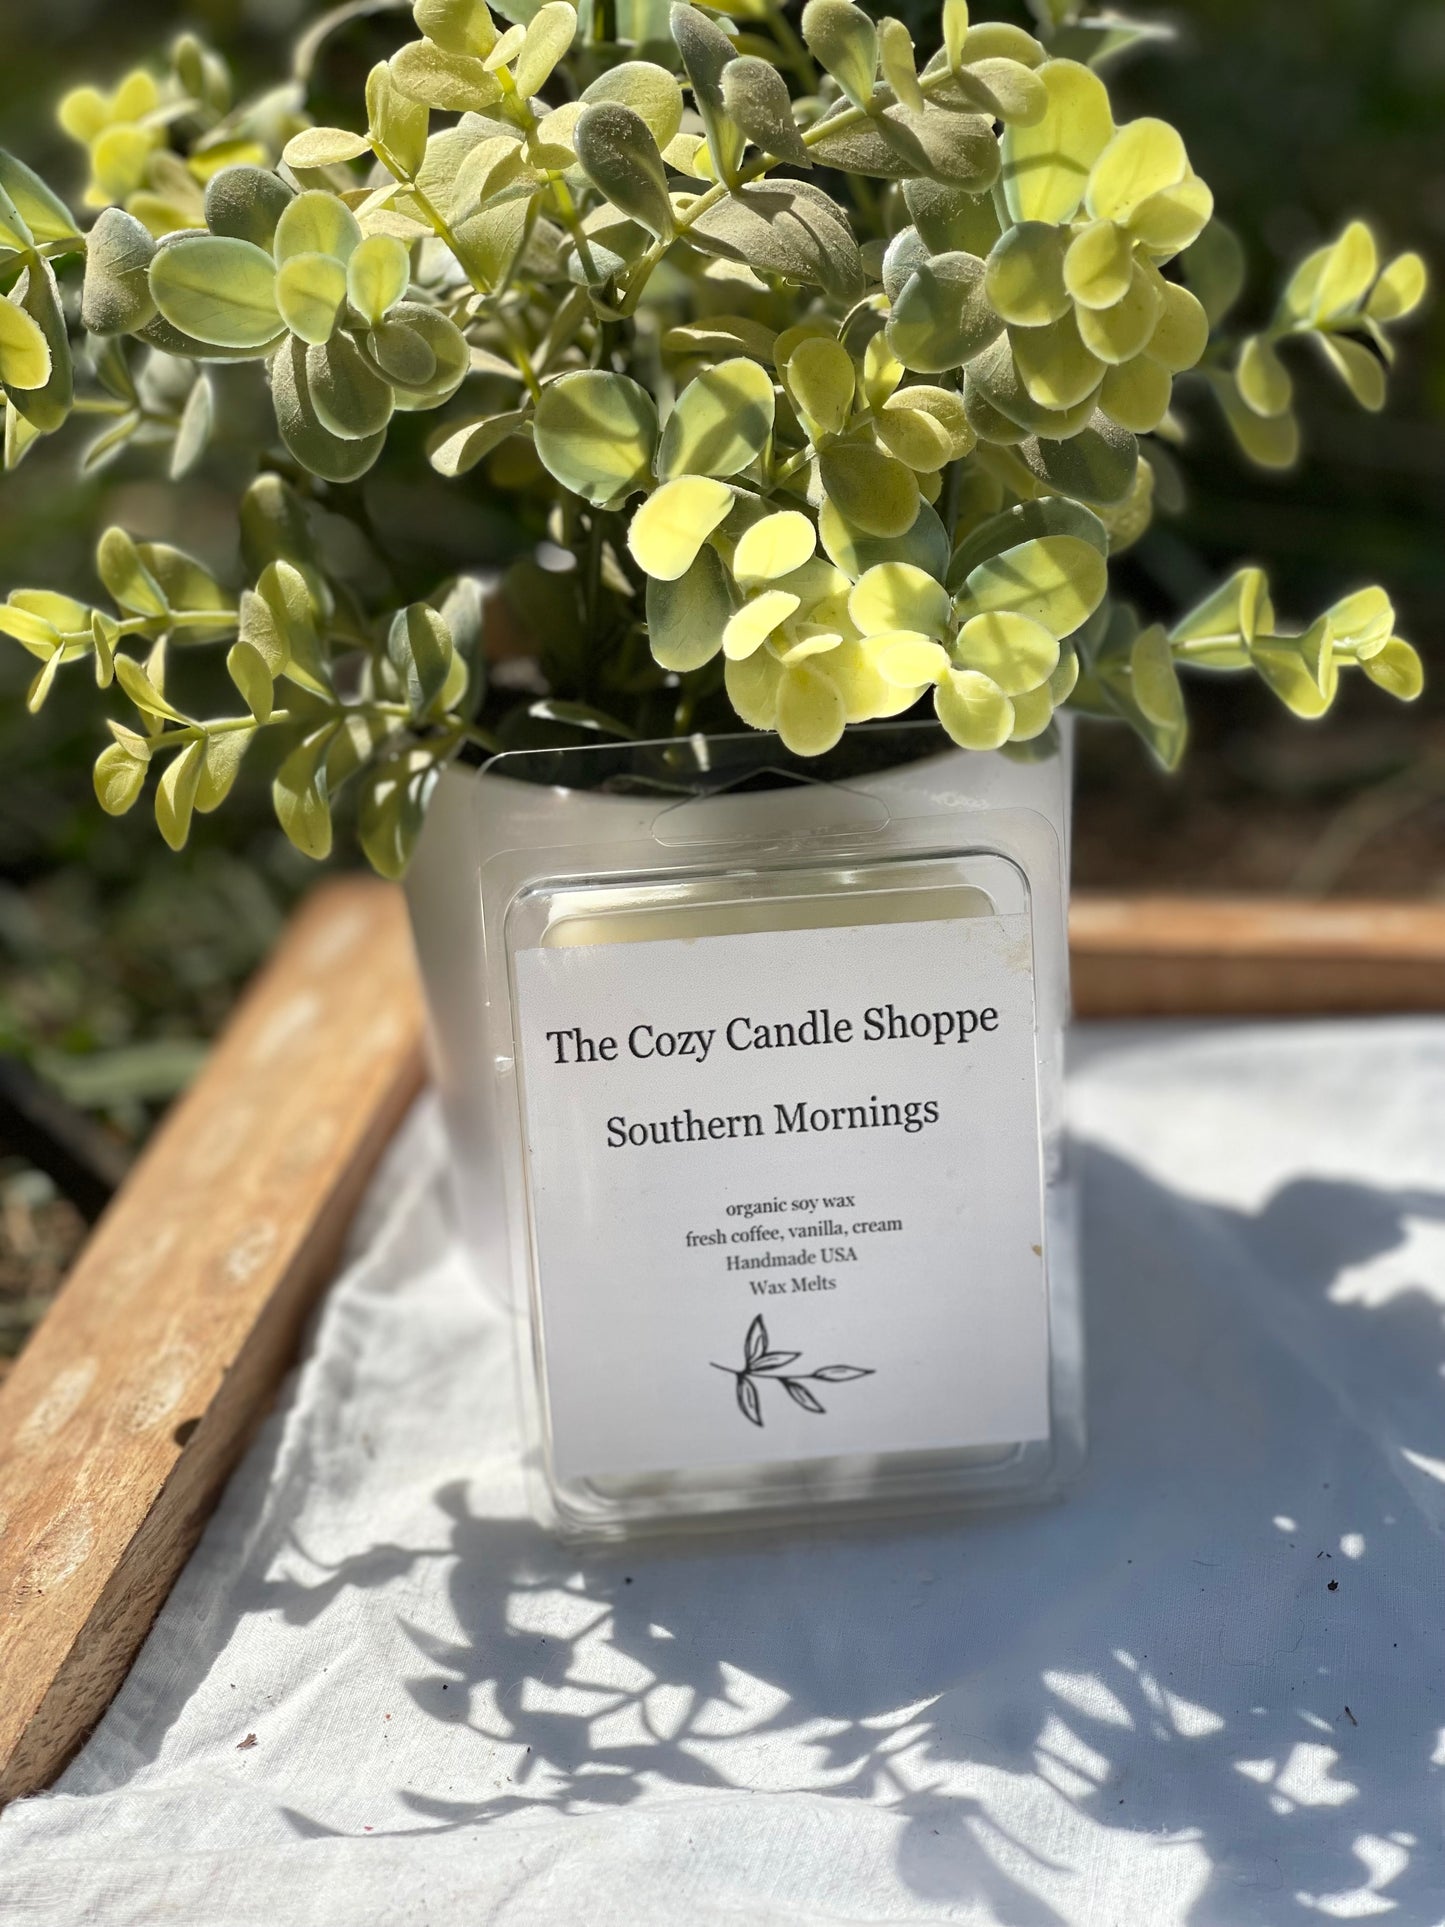 The Cozy Candle Shoppe
Southern Mornings
organic soy wax
fresh coffee, vanilla, cream
Handmade USA
Wax Melts